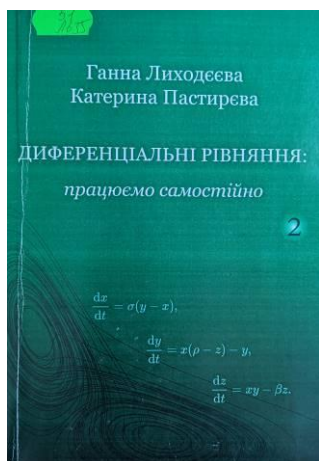 Ганна Лиходєєва
Катерина Пастирєва
ДИФЕРЕНЦІАЛЬНІ РІВНЯННЯ:
працюємо самостійно
2
dx/dt = σ(y − x),
dy/dt = x(ρ − z) − y,
dz/dt = xy − βz.